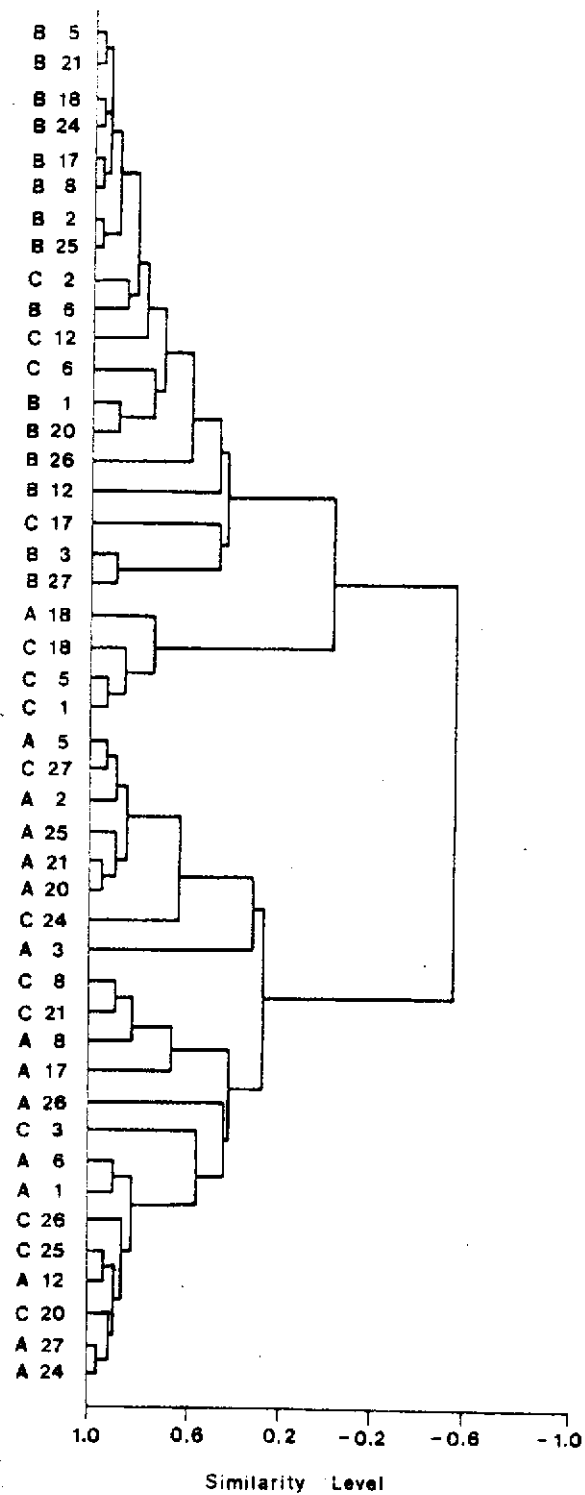 B 5
B 21
B 18
B 24
B 17
B 8
B 2
B 25
C 2
B 6
C 12
C 6
B 1
B 20
B 26
B 12
C 17
B 3
B 27
A 18
C 18
C 5
C 1
A 5
C 27
A 2
A 25
A 21
A 20
C 24
A 3
C 8
C 21
A 8
A 17
A 26
C 3
A 6
A 1
C 26
C 25
A 12
C 20
A 27
A 24
1.0 0.6 0.2 -0.2 -0.6 -1.0
Similarity Level